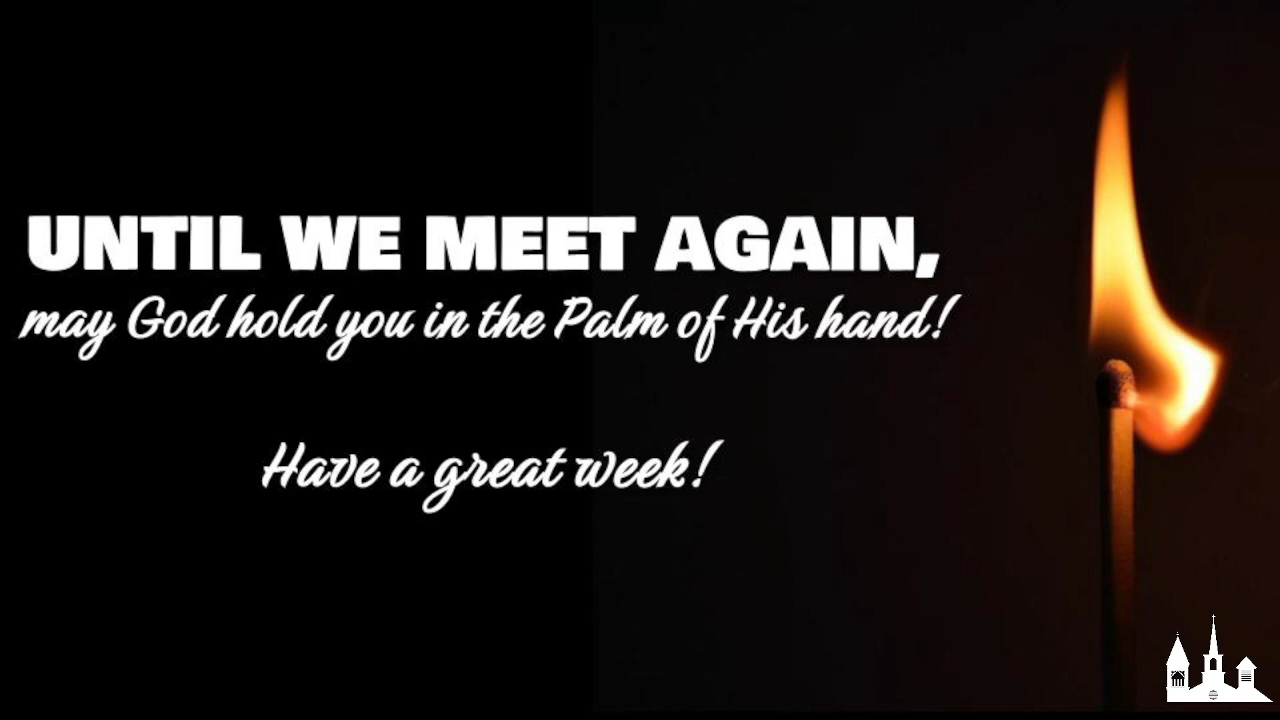 UNTIL WE MEET AGAIN,
may God hold you in the Palm of His hand!
Have a great week!